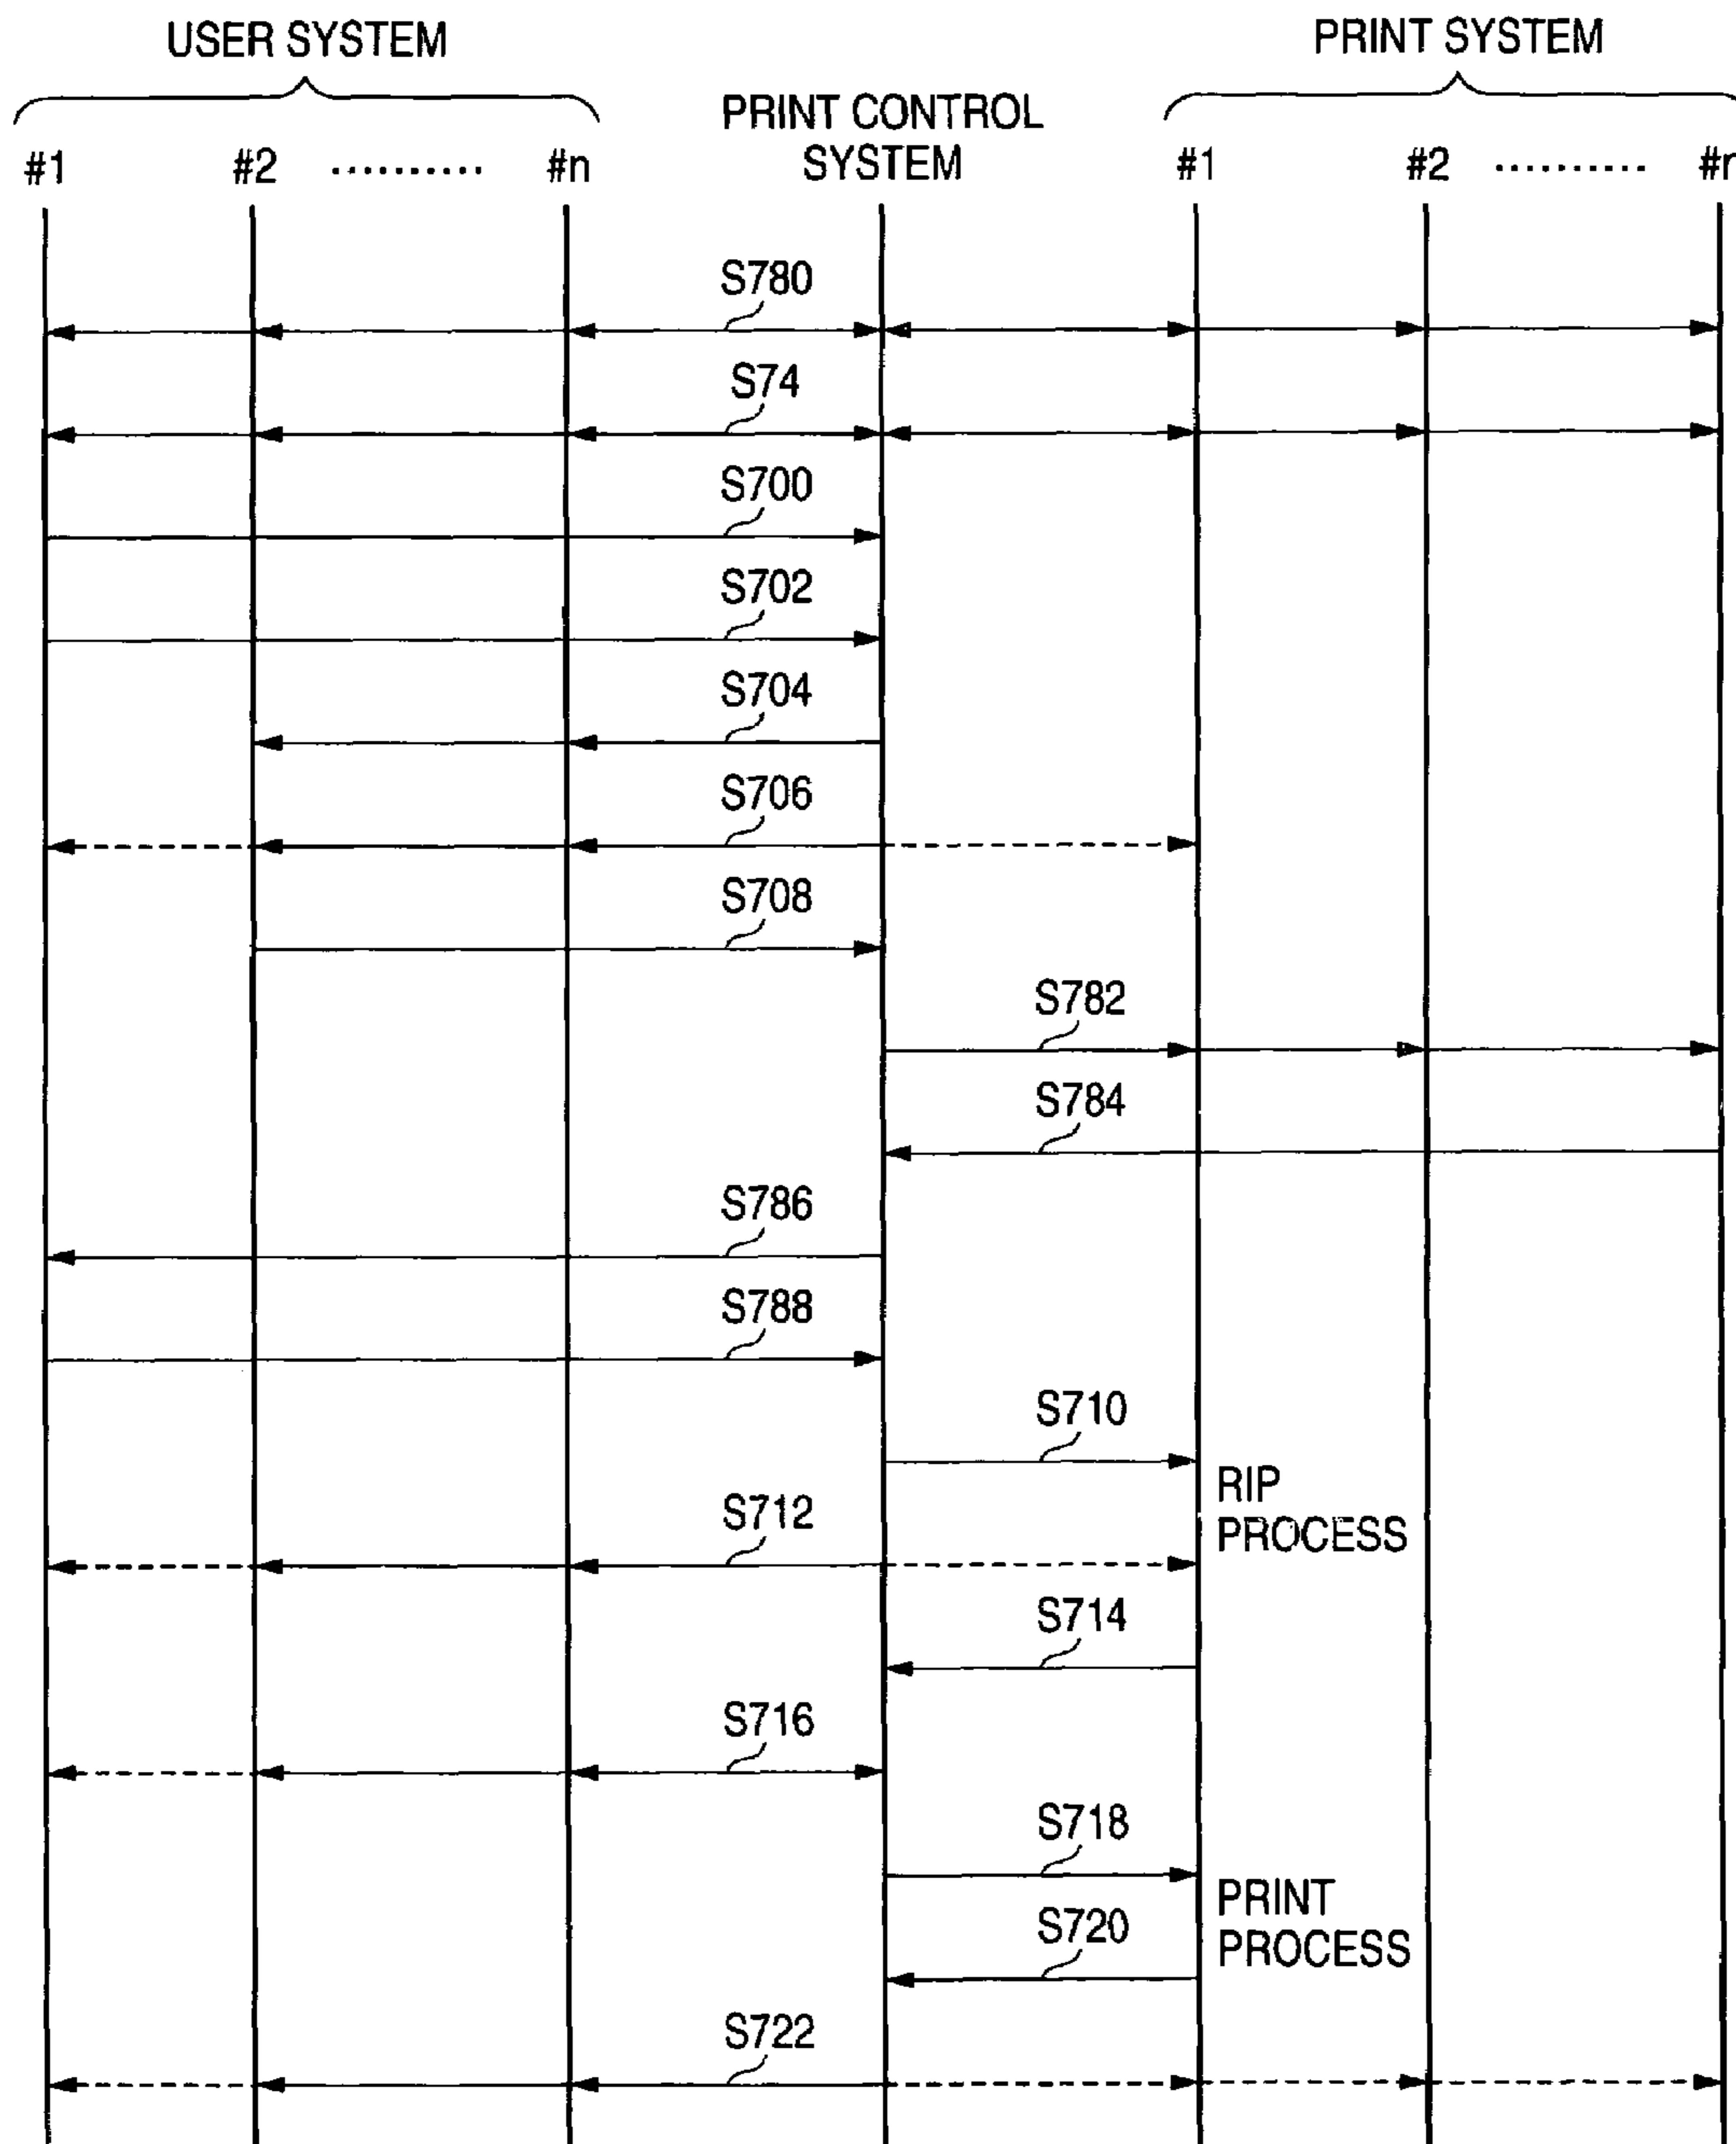 USER SYSTEM
PRINT SYSTEM
PRINT CONTROL
SYSTEM
#1 #2 .......... #n #1 #2 ..........
S780
S74
S700
S702
S704
S706
S708
S782
S784
S786
S788
S710
RIP
PROCESS
S712
S714
S716
S718
PRINT
PROCESS
S720
S722